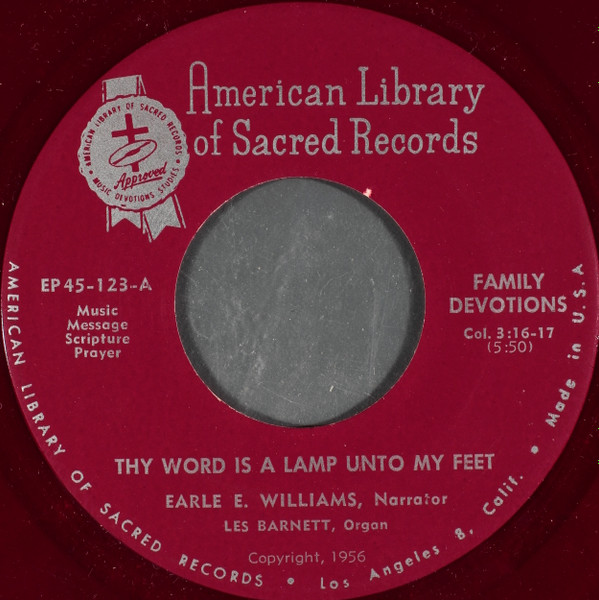 American Library
of Sacred Records
AMERICAN LIBRARY OF SACRED RECORDS
Approved
MUSIC DEVOTIONS STUDIES
EP 45-123-A
Music
Message
Scripture
Prayer
FAMILY
DEVOTIONS
Col. 3:16-17
(5:50)
THY WORD IS A LAMP UNTO MY FEET
EARLE E. WILLIAMS, Narrator
LES BARNETT, Organ
Copyright, 1956
AMERICAN LIBRARY OF SACRED RECORDS • Los Angeles 8, Calif. • Made in U.S.A